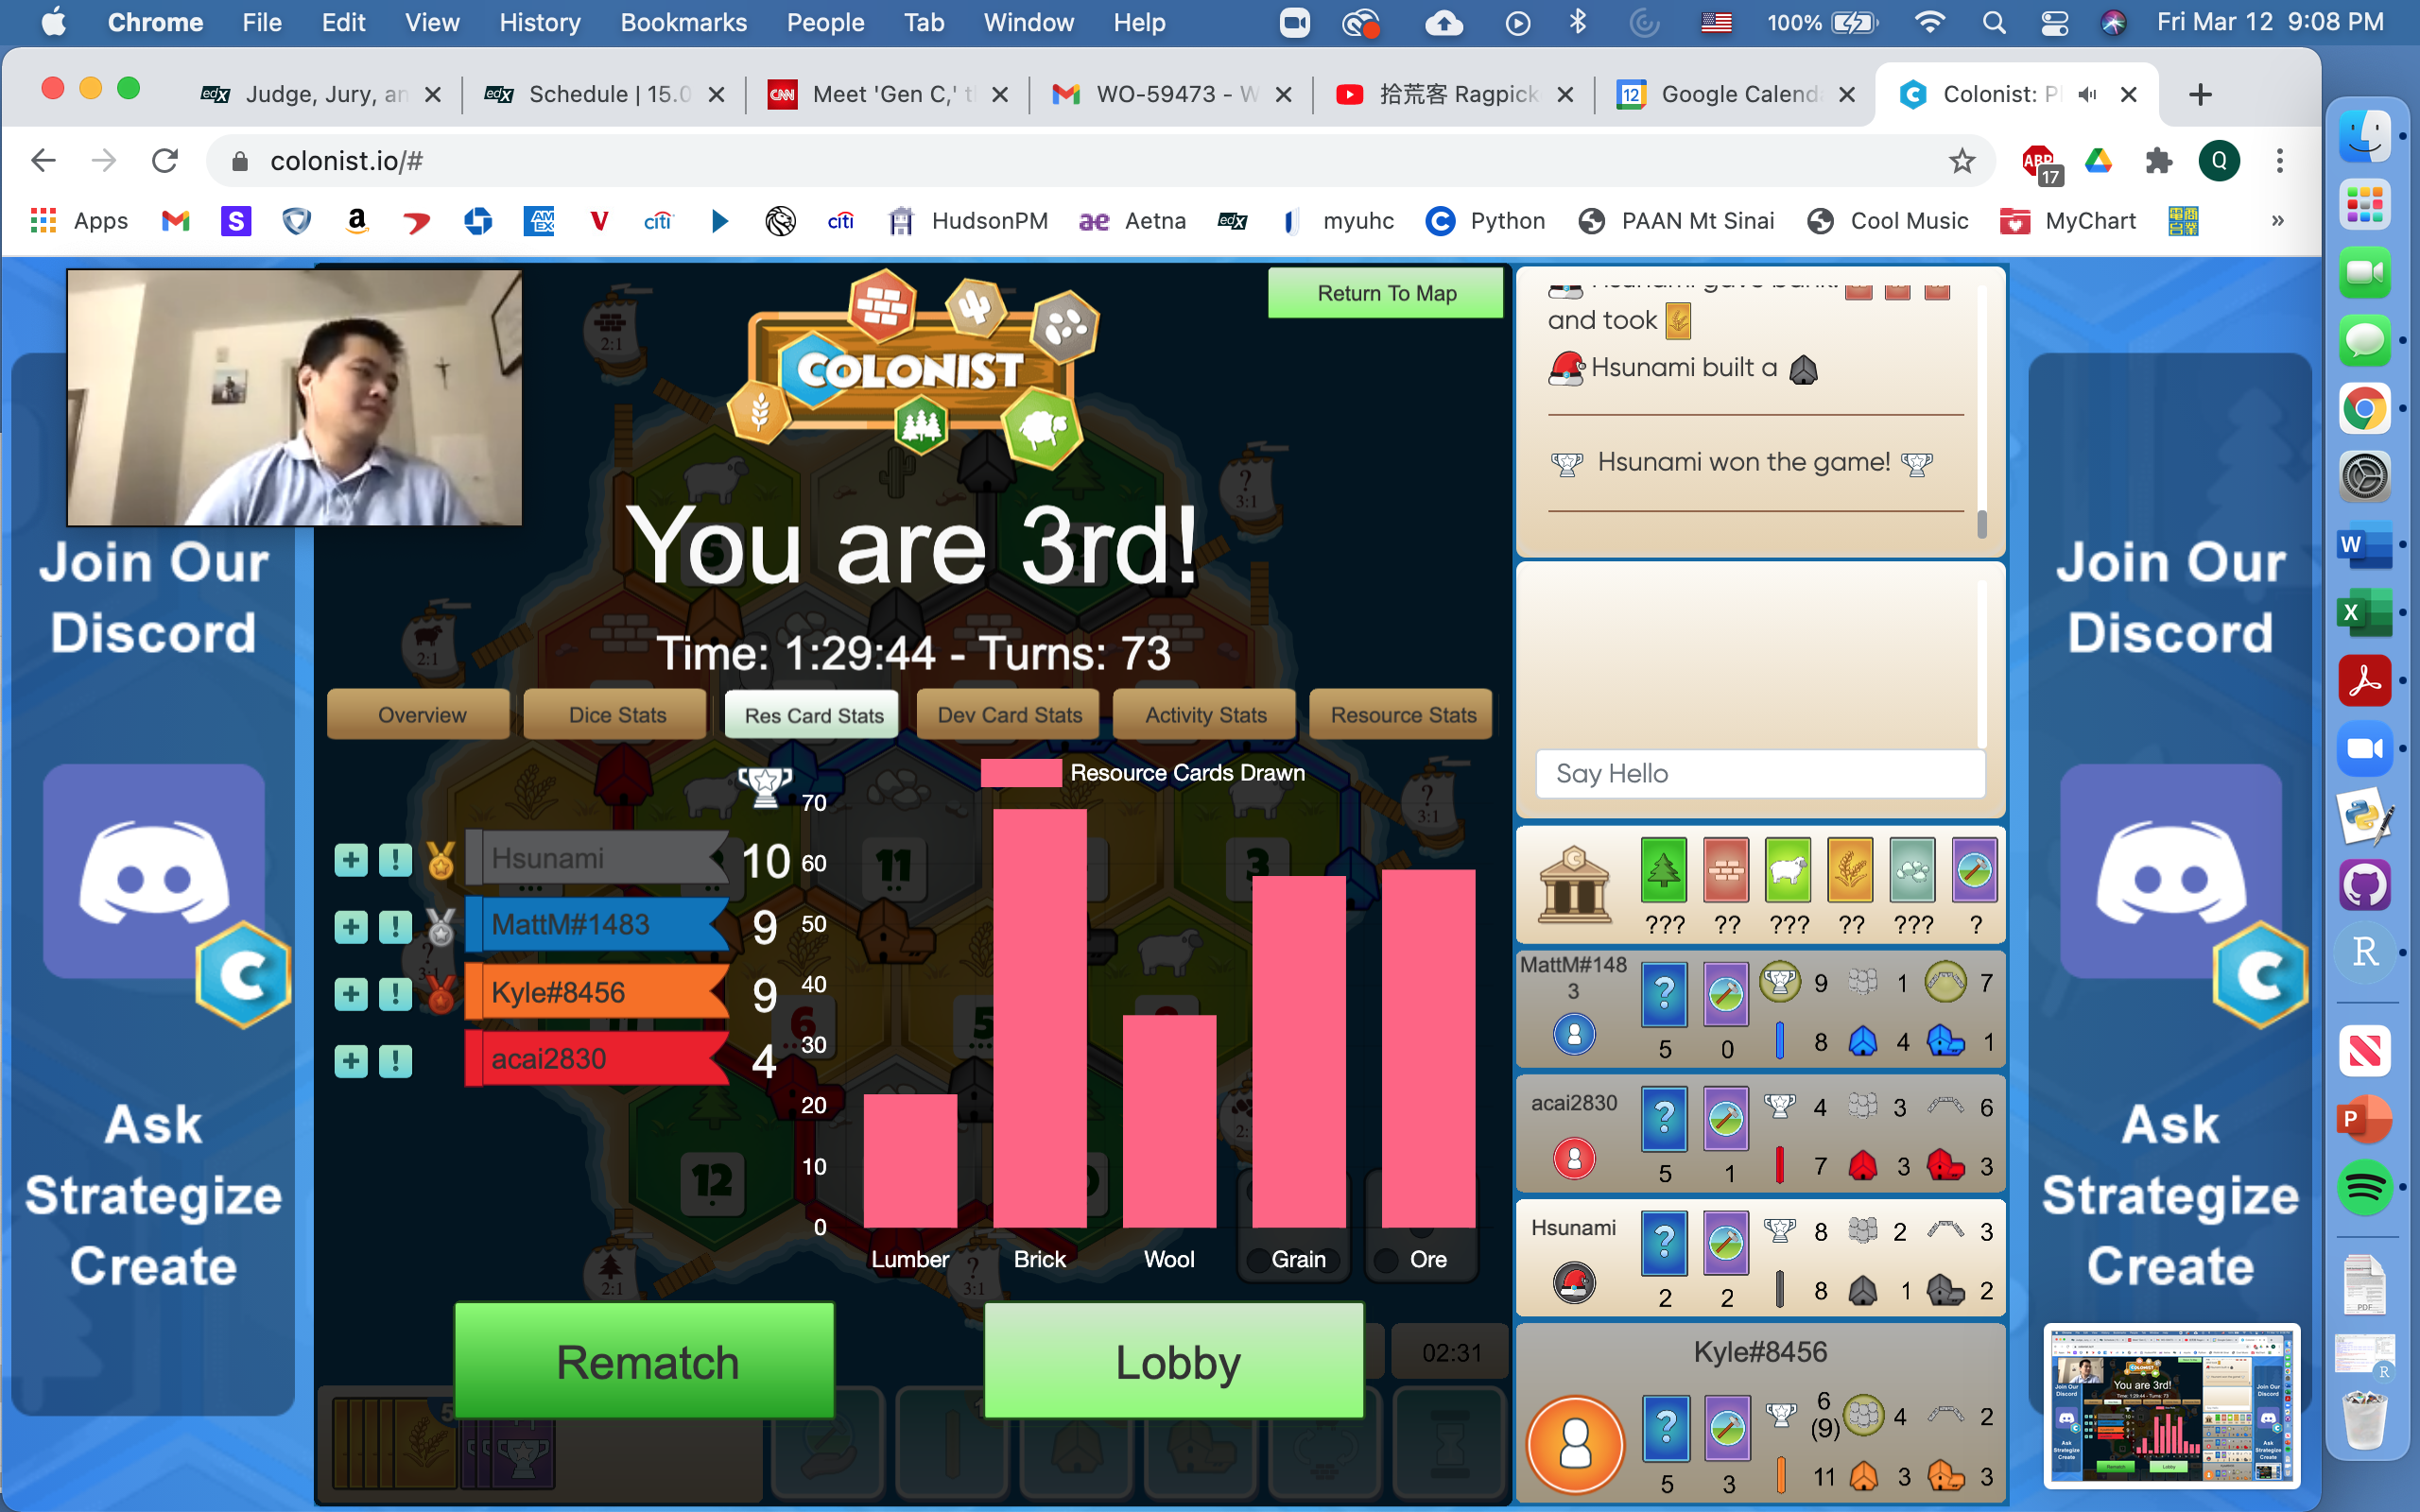 Chrome File Edit View History Bookmarks People Tab Window Help
100% Fri Mar 12 9:08 PM
Judge, Jury, an
Schedule | 15.0
Meet 'Gen C,' t
WO-59473 - W
拾荒客 Ragpick
Google Calend
Colonist: Pl
colonist.io/#
ABP 17 Q
Apps HudsonPM Aetna myuhc Python PAAN Mt Sinai Cool Music MyChart »
Return To Map
COLONIST
You are 3rd!
Time: 1:29:44 - Turns: 73
Overview Dice Stats Res Card Stats Dev Card Stats Activity Stats Resource Stats
Resource Cards Drawn
Hsunami 10
MattM#1483 9
Kyle#8456 9
acai2830 4
70
60
50
40
30
20
10
0
Lumber Brick Wool Grain Ore
Rematch
Lobby
02:31
Join Our
Discord
Ask
Strategize
Create
and took
Hsunami built a
Hsunami won the game!
Say Hello
??? ?? ??? ?? ??? ?
MattM#148
3
9 1 7
5 0 8 4 1
acai2830
4 3 6
5 1 7 3 3
Hsunami
8 2 3
2 2 8 1 2
Kyle#8456
6
(9) 4 2
5 3 11 3 3
Join Our
Discord
Ask
Strategize
Create